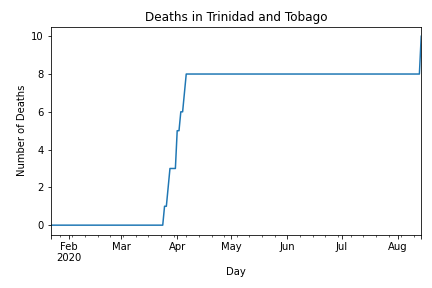 Deaths in Trinidad and Tobago
10
8
6
4
2
0
Number of Deaths
Feb Mar Apr May Jun Jul Aug
2020
Day